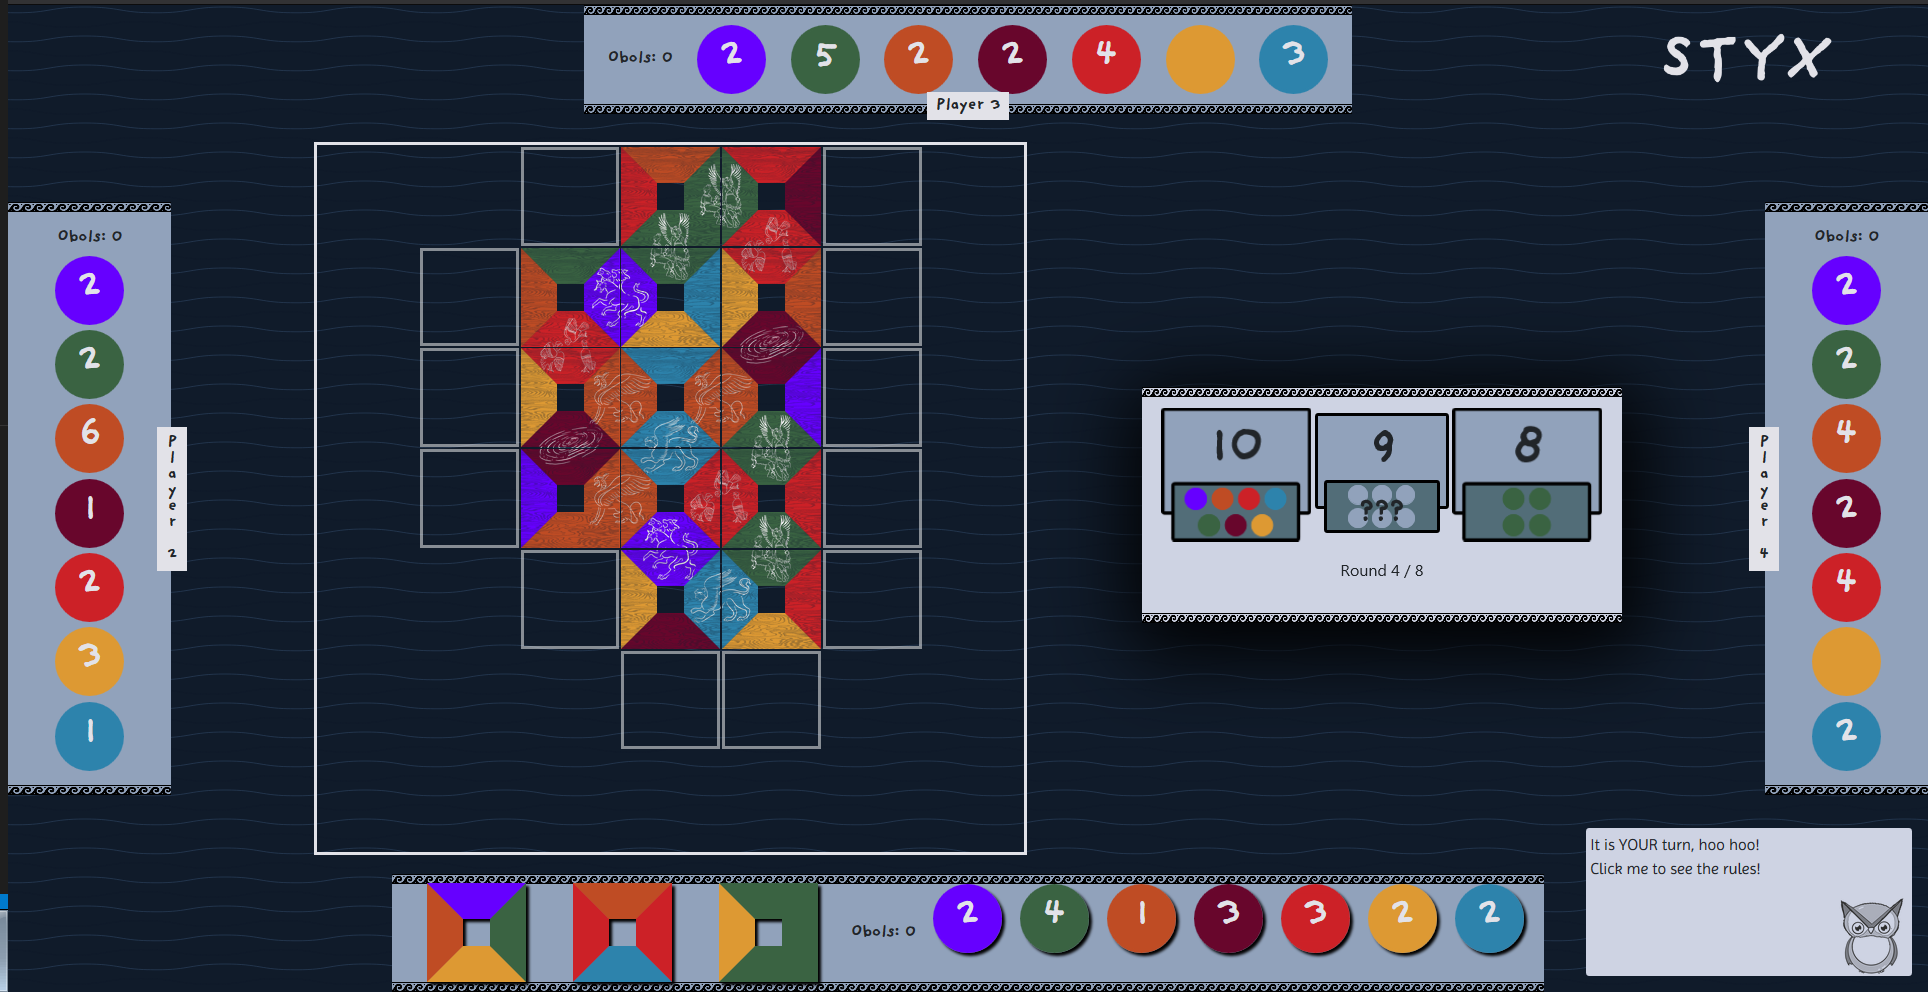 Obols: 0 2 5 2 2 4 3
Player 3
STYX
Obols: 0
2
2
6
1
2
3
1
Player 2
10 9 8
???
Round 4 / 8
Obols: 0
2
2
4
2
4
2
Player 4
Obols: 0 2 4 1 3 3 2 2
It is YOUR turn, hoo hoo!
Click me to see the rules!